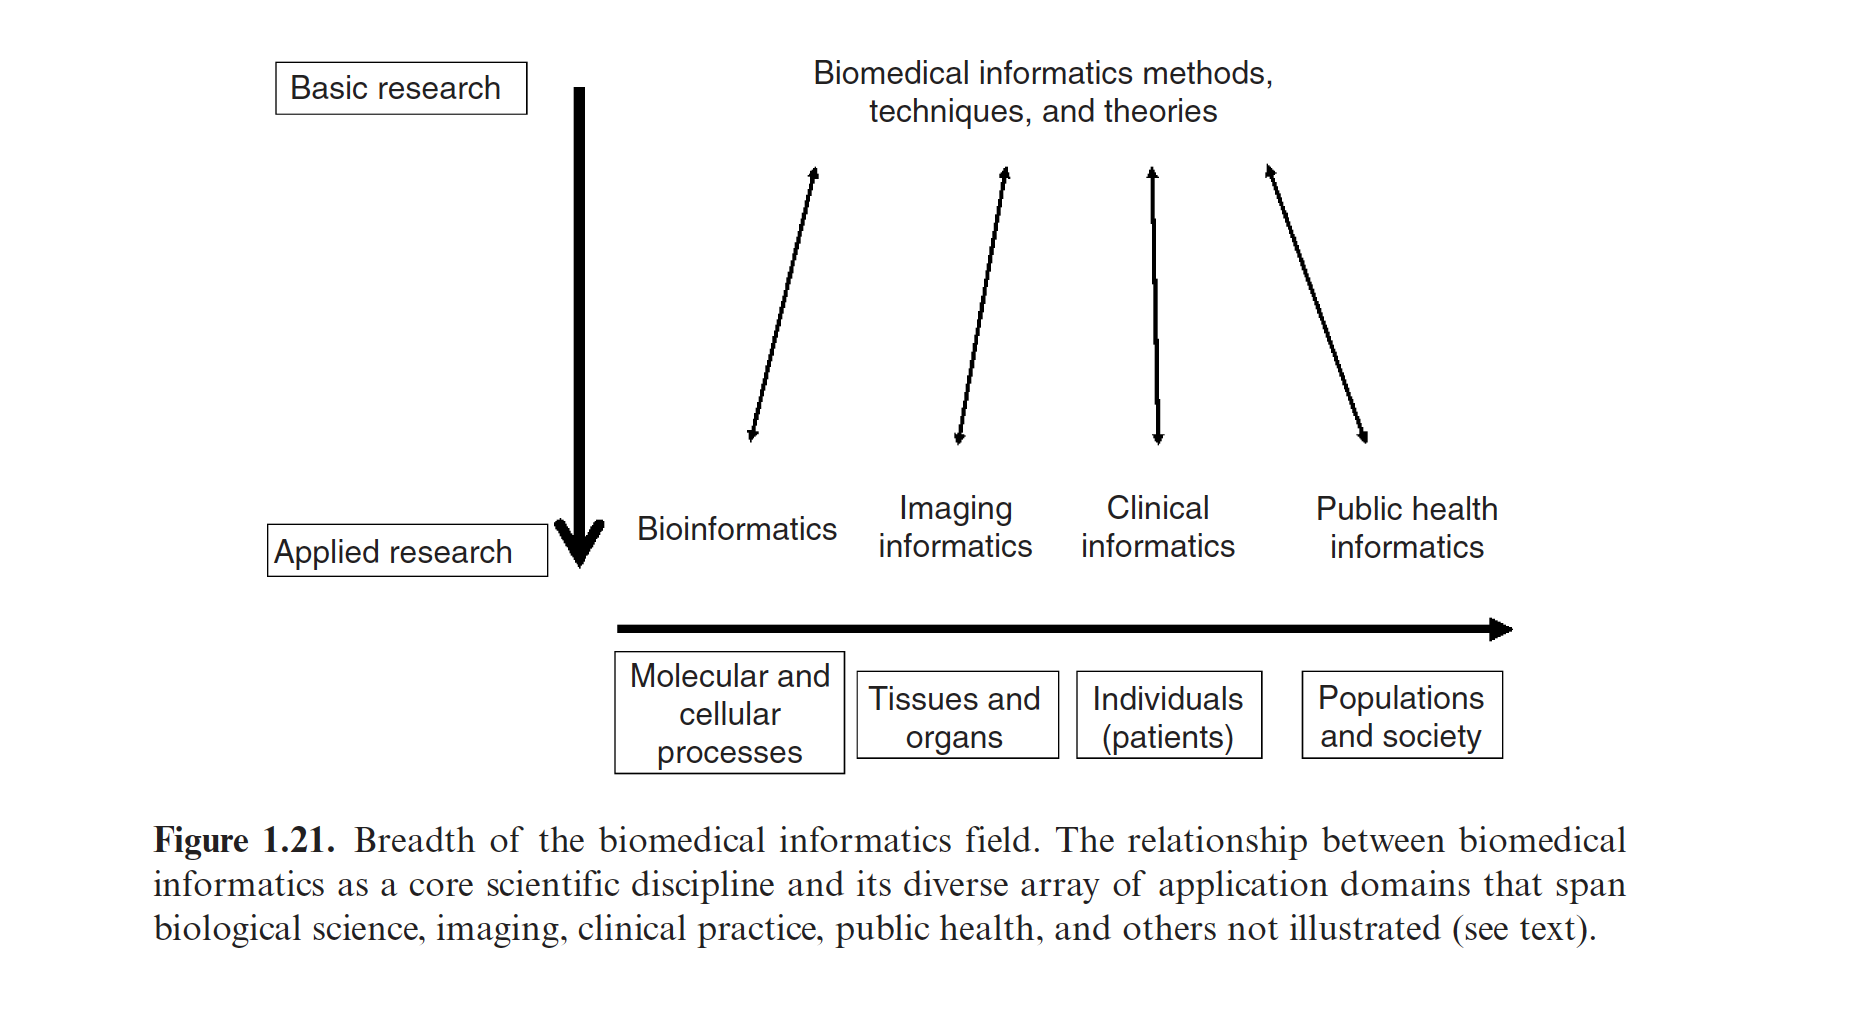 Basic research
Biomedical informatics methods,
techniques, and theories
Applied research
Bioinformatics
Imaging
informatics
Clinical
informatics
Public health
informatics
Molecular and
cellular
processes
Tissues and
organs
Individuals
(patients)
Populations
and society
Figure 1.21. Breadth of the biomedical informatics field. The relationship between biomedical
informatics as a core scientific discipline and its diverse array of application domains that span
biological science, imaging, clinical practice, public health, and others not illustrated (see text).